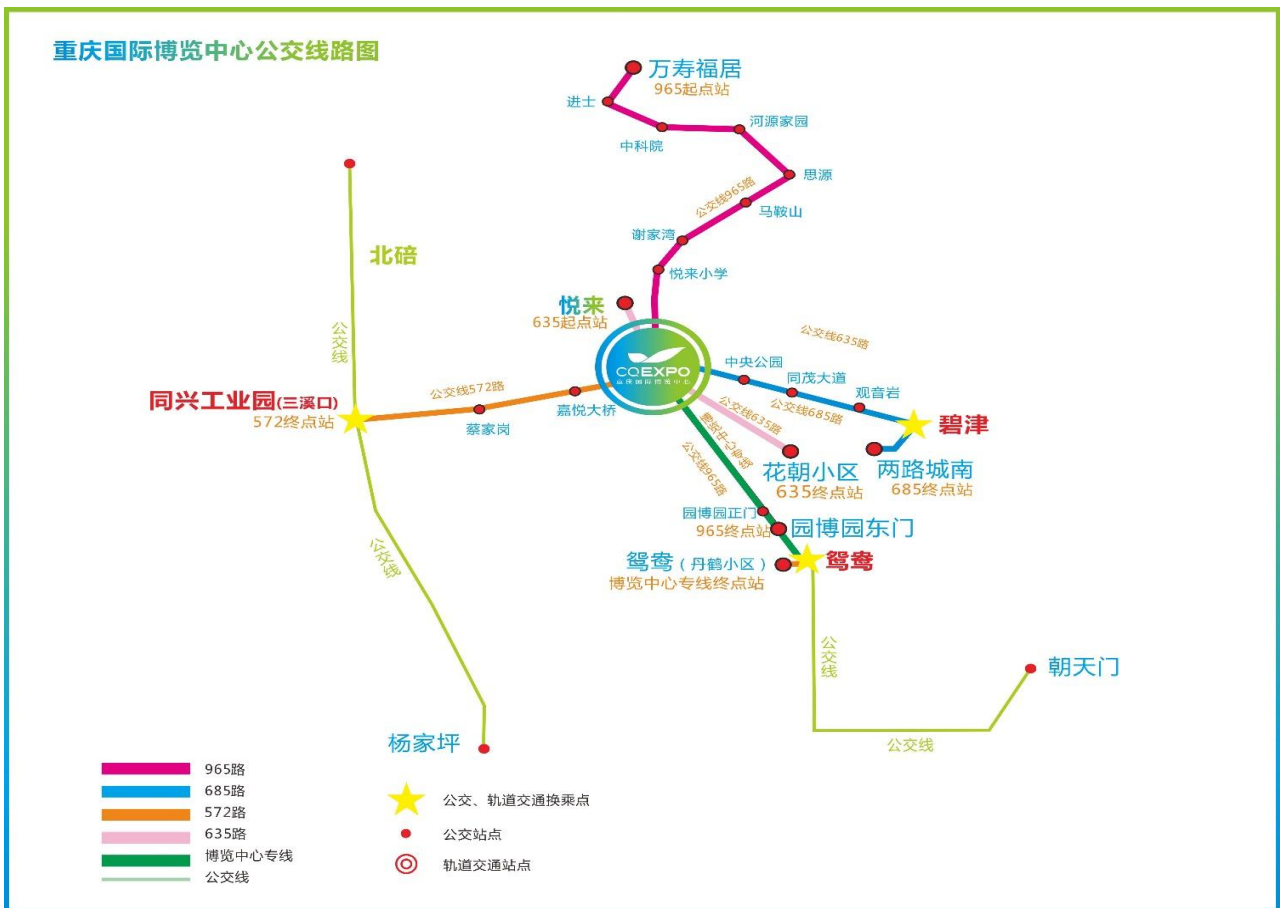 重庆国际博览中心公交线路图
万寿福居
965起点站
进士
中科院
河源家园
思源
公交线965路
马鞍山
谢家湾
悦来小学
北碚
悦来
635起点站
公交线
CQEXPO
重庆国际博览中心
公交线635路
中央公园
同茂大道
观音岩
公交线685路
碧津
公交线572路
同兴工业园(三溪口)
572终点站
蔡家岗
嘉悦大桥
公交线635路
博览中心专线
公交线965路
花朝小区
635终点站
两路城南
685终点站
园博园正门
965终点站
园博园东门
鸳鸯（丹鹤小区）
博览中心专线终点站
鸳鸯
公交线
公交线
朝天门
公交线
杨家坪
965路
685路
572路
635路
博览中心专线
公交线
公交、轨道交通换乘点
公交站点
轨道交通站点